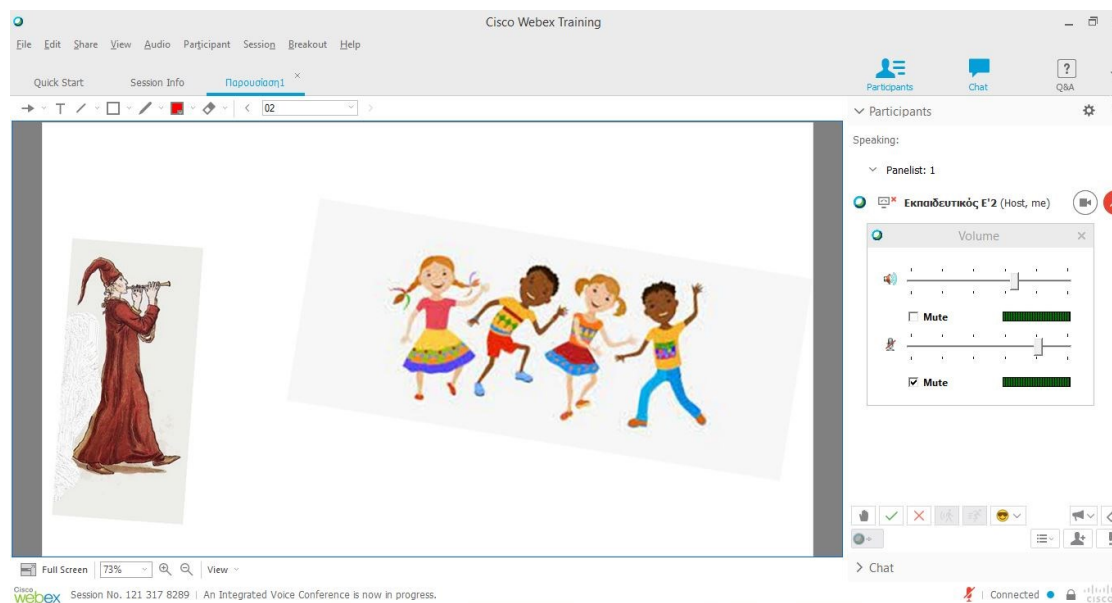 Cisco Webex Training
File Edit Share View Audio Participant Session Breakout Help
Quick Start Session Info Παρουσίαση1
Participants Chat Q&A
02
Participants
Speaking:
Panelist: 1
Εκπαιδευτικός Ε'2 (Host, me)
Volume
Mute
Mute
Full Screen 73% View
Chat
Cisco webex Session No. 121 317 8289 | An Integrated Voice Conference is now in progress.
Connected
CISCO